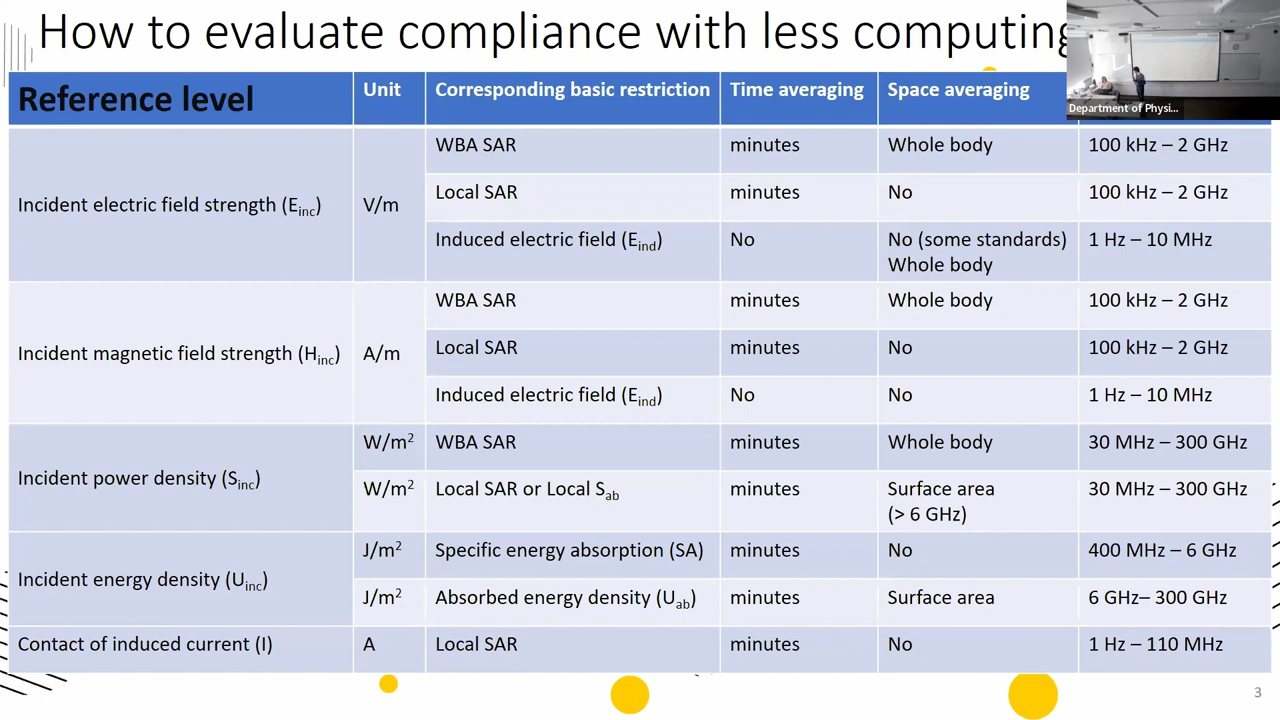 How to evaluate compliance with less computing
Department of Physi...
Reference level
Unit
Corresponding basic restriction
Time averaging
Space averaging
Incident electric field strength (Einc)
V/m
WBA SAR
minutes
Whole body
100 kHz – 2 GHz
Local SAR
minutes
No
100 kHz – 2 GHz
Induced electric field (Eind)
No
No (some standards)
Whole body
1 Hz – 10 MHz
Incident magnetic field strength (Hinc)
A/m
WBA SAR
minutes
Whole body
100 kHz – 2 GHz
Local SAR
minutes
No
100 kHz – 2 GHz
Induced electric field (Eind)
No
No
1 Hz – 10 MHz
Incident power density (Sinc)
W/m²
WBA SAR
minutes
Whole body
30 MHz – 300 GHz
W/m²
Local SAR or Local Sab
minutes
Surface area
(> 6 GHz)
30 MHz – 300 GHz
Incident energy density (Uinc)
J/m²
Specific energy absorption (SA)
minutes
No
400 MHz – 6 GHz
J/m²
Absorbed energy density (Uab)
minutes
Surface area
6 GHz– 300 GHz
Contact of induced current (I)
A
Local SAR
minutes
No
1 Hz – 110 MHz
3